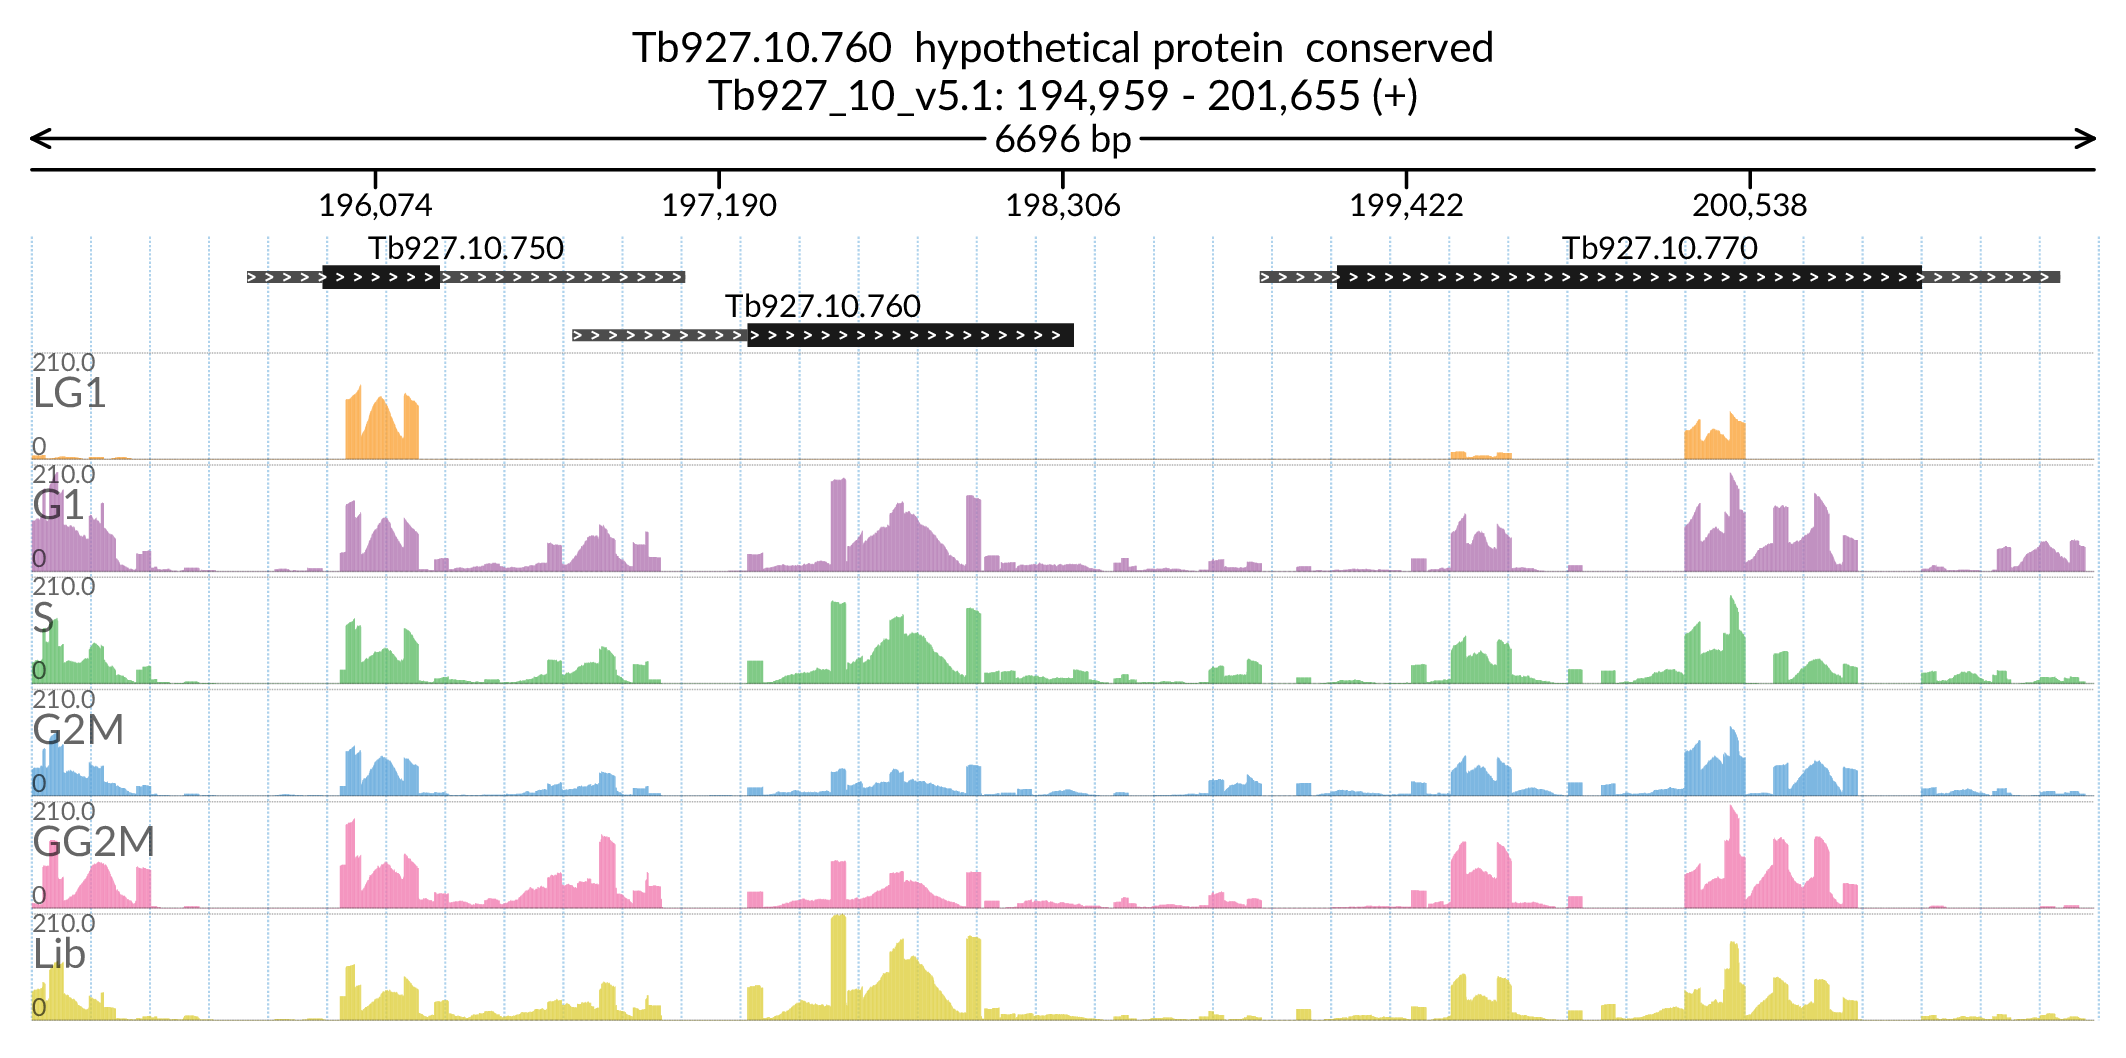 Tb927.10.760 hypothetical protein conserved
Tb927_10_v5.1: 194,959 - 201,655 (+)
6696 bp
196,074 197,190 198,306 199,422 200,538
Tb927.10.750 Tb927.10.770
Tb927.10.760
210.0
LG1
0
210.0
G1
0
210.0
S
0
210.0
G2M
0
210.0
GG2M
0
210.0
Lib
0